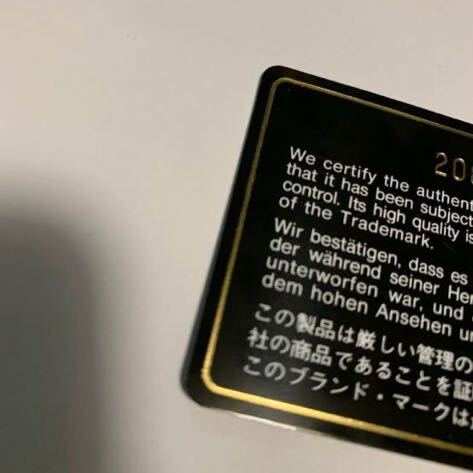 We certify the authent
that it has been subject
control. Its high quality is
of the Trademark.
Wir bestätigen, dass es
der während seiner Her
unterworfen war, und
dem hohen Ansehen un
この製品は厳しい管理の
社の商品であることを証
このブランド・マークは